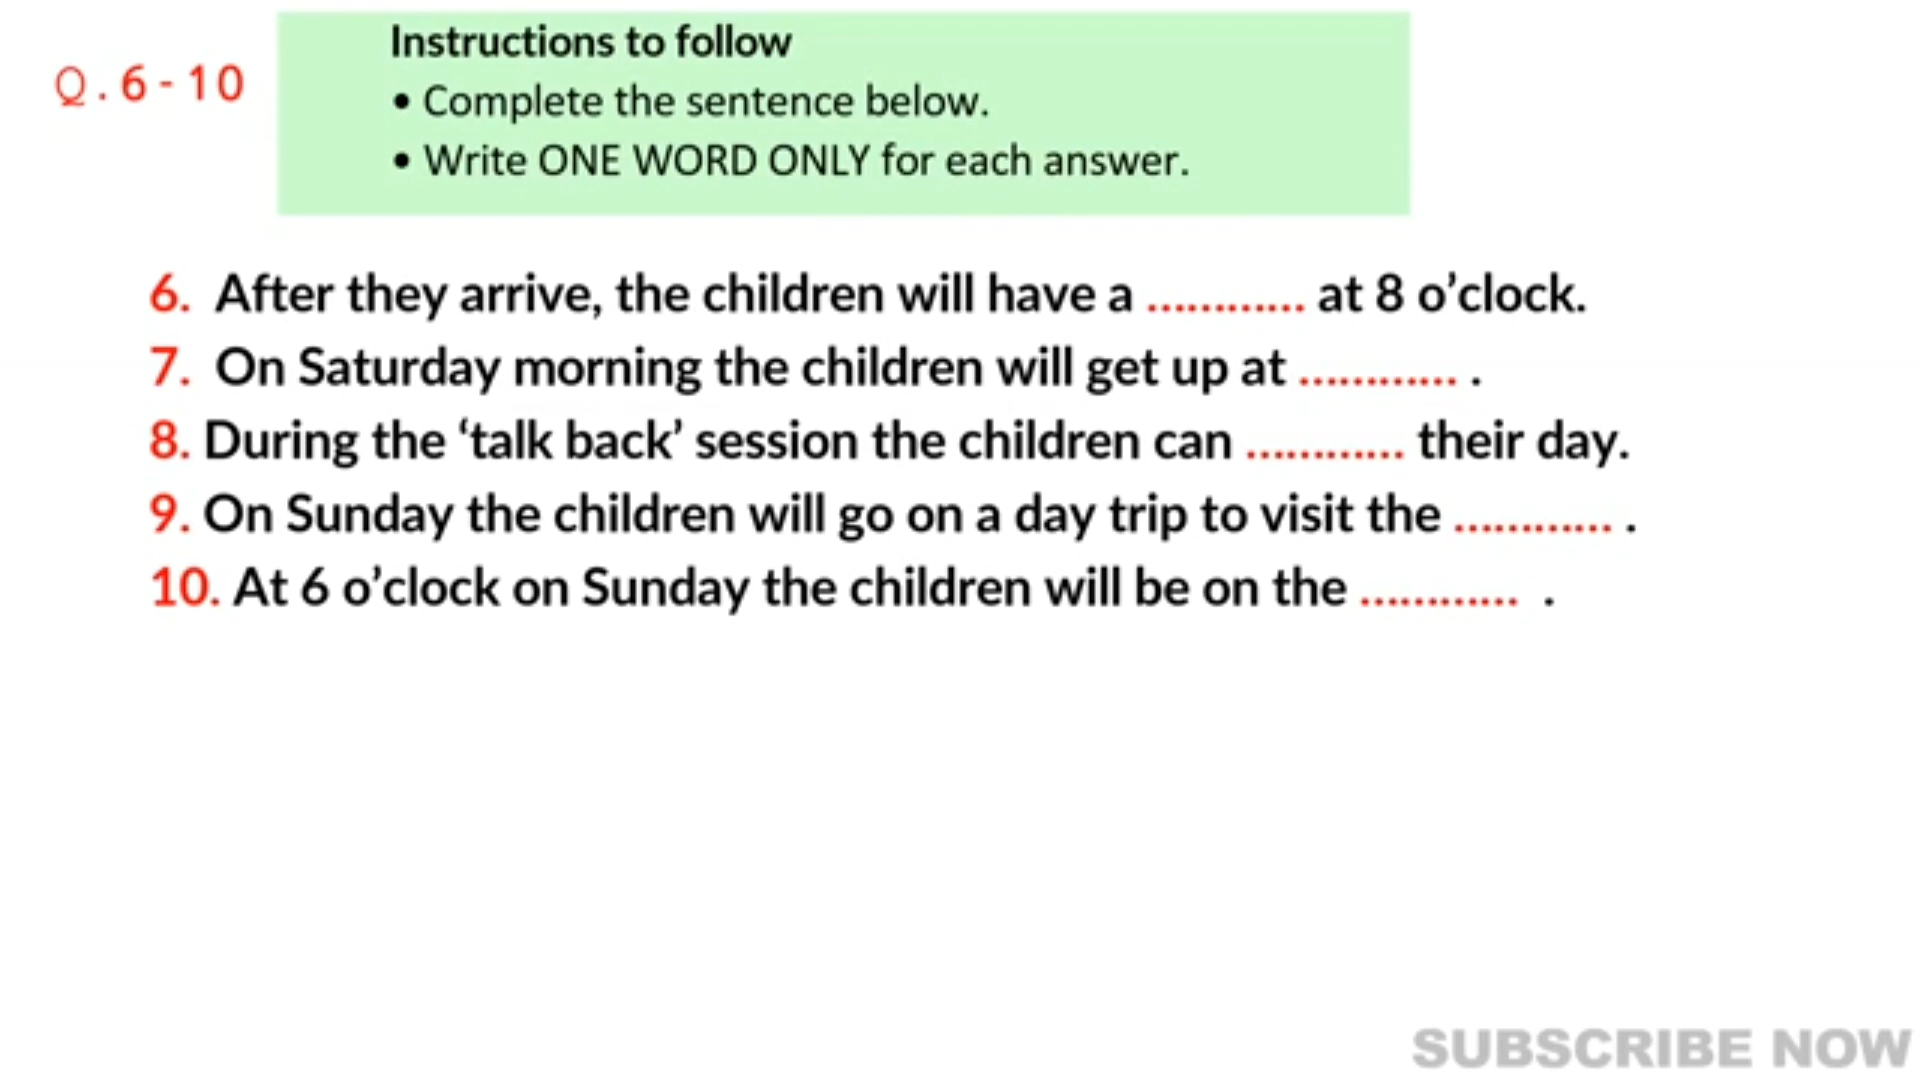 Instructions to follow
Q.6-10
• Complete the sentence below.
• Write ONE WORD ONLY for each answer.
6. After they arrive, the children will have a ............ at 8 o’clock.
7. On Saturday morning the children will get up at ............ .
8. During the ‘talk back’ session the children can ............ their day.
9. On Sunday the children will go on a day trip to visit the ............ .
10. At 6 o’clock on Sunday the children will be on the ............ .
SUBSCRIBE NOW